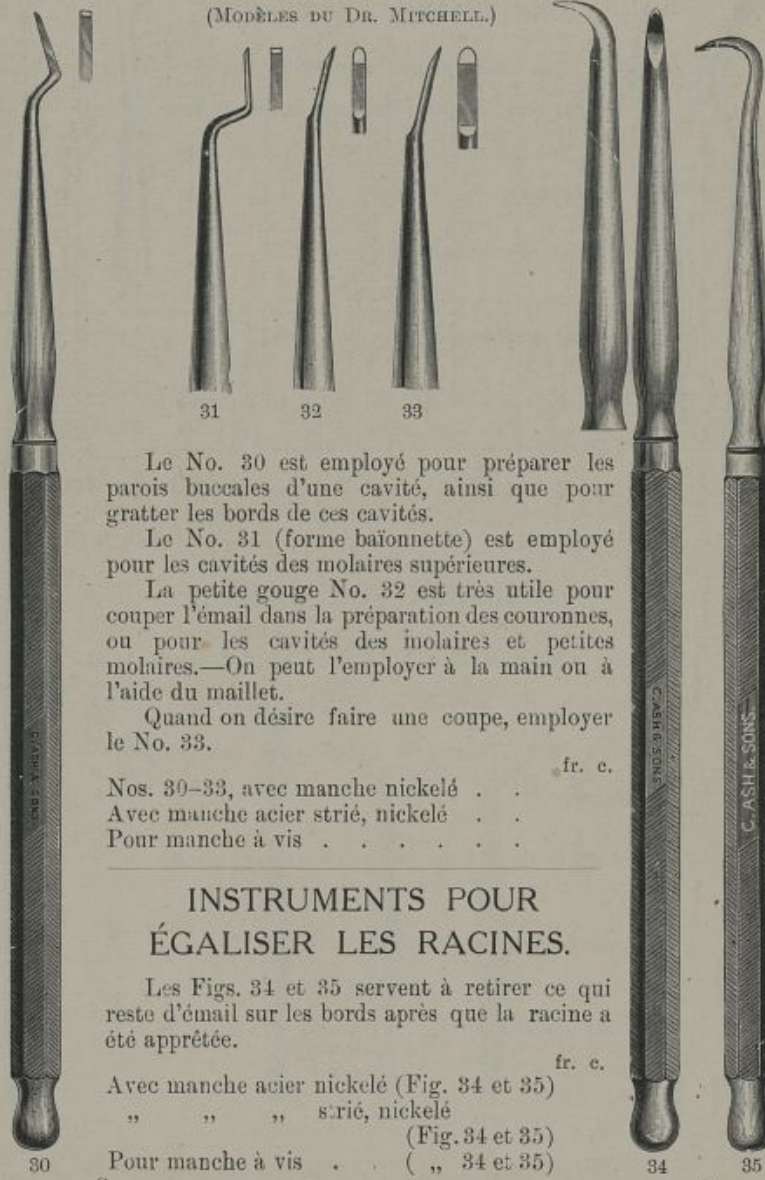 (MODÈLES DU DR. MITCHELL.)
31
32
33
Le No. 30 est employé pour préparer les
parois buccales d'une cavité, ainsi que pour
gratter les bords de ces cavités.
Le No. 31 (forme baïonnette) est employé
pour les cavités des molaires supérieures.
La petite gouge No. 32 est très utile pour
couper l'émail dans la préparation des couronnes,
ou pour les cavités des molaires et petites
molaires.—On peut l'employer à la main ou à
l'aide du maillet.
Quand on désire faire une coupe, employer
le No. 33.
fr. c.
Nos. 30–33, avec manche nickelé . .
Avec manche acier strié, nickelé . .
Pour manche à vis . . . . . .
INSTRUMENTS POUR
ÉGALISER LES RACINES.
Les Figs. 34 et 35 servent à retirer ce qui
reste d'émail sur les bords après que la racine a
été apprêtée.
fr. c.
Avec manche acier nickelé (Fig. 34 et 35)
„ „ „ strié, nickelé
(Fig. 34 et 35)
Pour manche à vis . . ( „ 34 et 35)
30
34
35
C. ASH & SONS
C. ASH & SONS
C. ASH & SONS